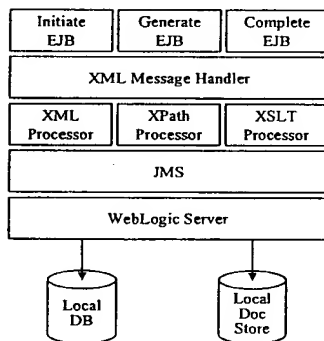 Initiate Generate Complete
EJB EJB EJB
XML Message Handler
XML XPath XSLT
Processor Processor Processor
JMS
WebLogic Server
Local Local
DB Doc
Store